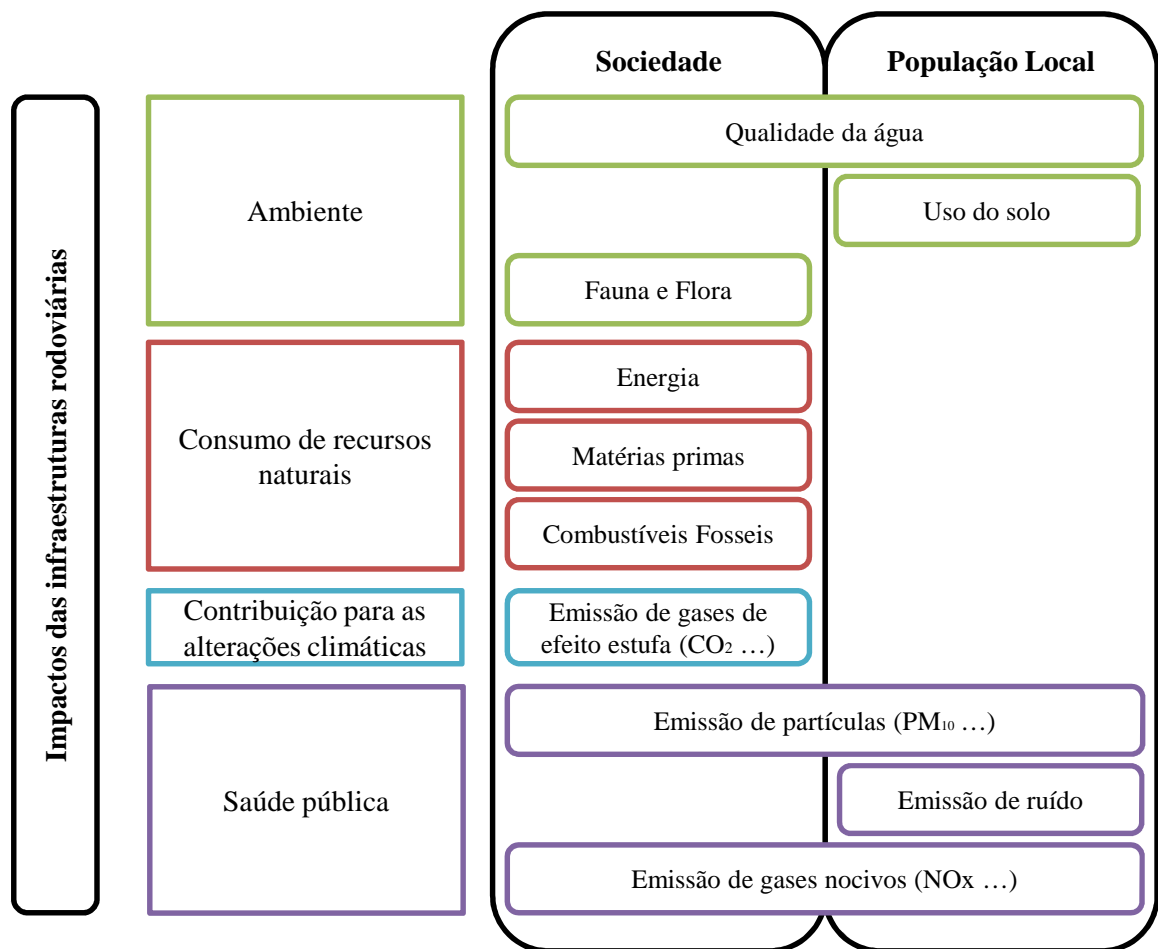 Sociedade
População Local
Impactos das infraestruturas rodoviárias
Ambiente
Qualidade da água
Uso do solo
Fauna e Flora
Consumo de recursos
naturais
Energia
Matérias primas
Combustíveis Fosseis
Contribuição para as
alterações climáticas
Emissão de gases de
efeito estufa (CO₂ …)
Saúde pública
Emissão de partículas (PM₁₀ …)
Emissão de ruído
Emissão de gases nocivos (NOx …)